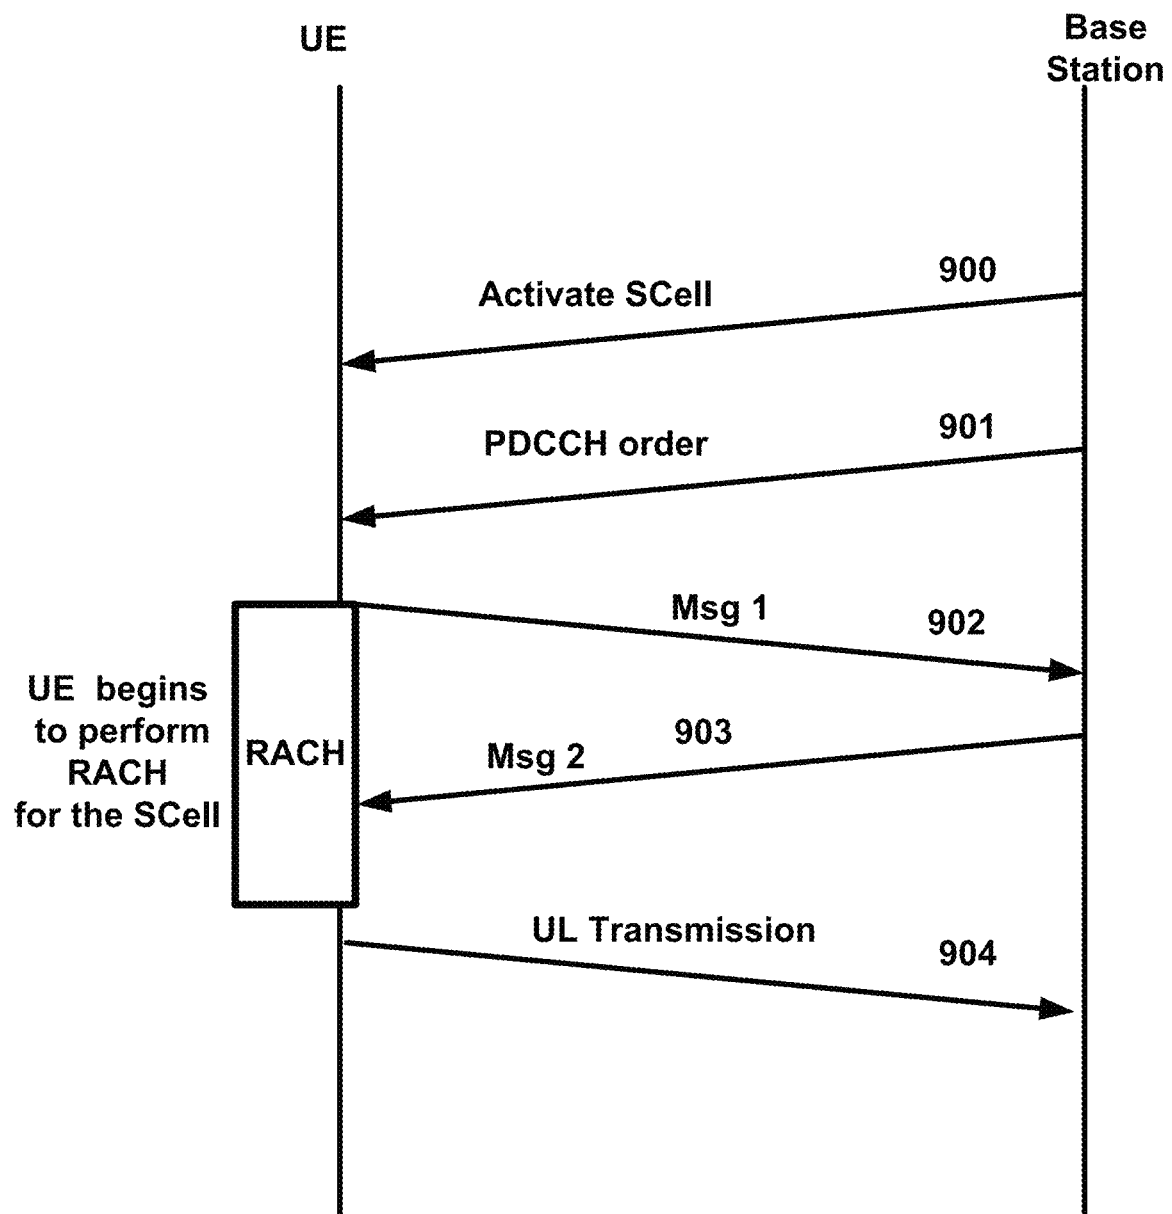 UE
Base
Station
900
Activate SCell
901
PDCCH order
Msg 1
902
UE begins
to perform
RACH
for the SCell
RACH
903
Msg 2
UL Transmission
904